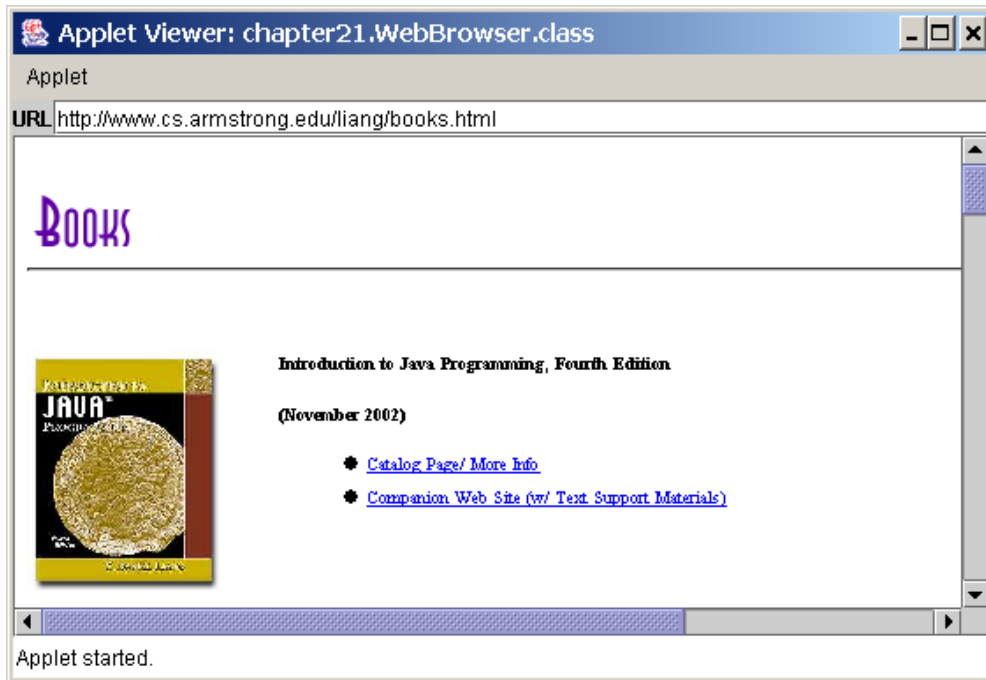 Applet Viewer: chapter21.WebBrowser.class
Applet
URL http://www.cs.armstrong.edu/liang/books.html
Books
Introduction to Java Programming, Fourth Edition
JAVA
(November 2002)
Catalog Page/ More Info
Companion Web Site (w/ Text Support Materials)
Applet started.